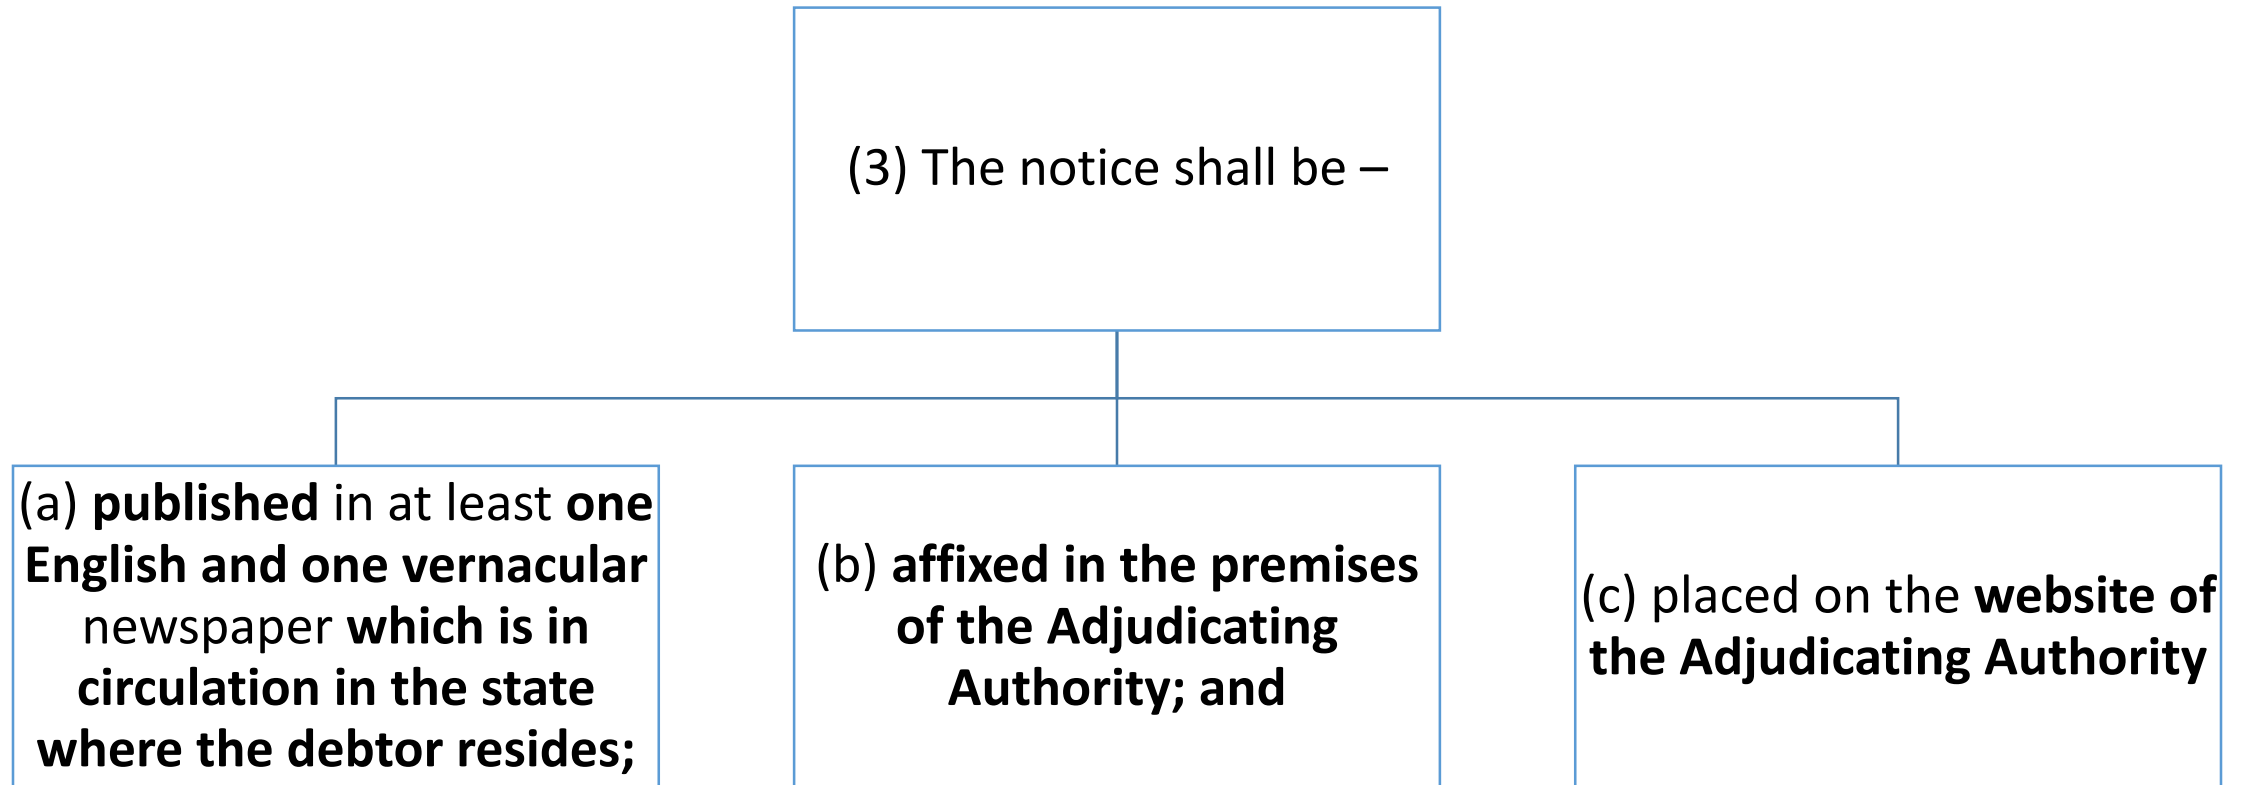 (3) The notice shall be –
(a) published in at least one
English and one vernacular
newspaper which is in
circulation in the state
where the debtor resides;
(b) affixed in the premises
of the Adjudicating
Authority; and
(c) placed on the website of
the Adjudicating Authority